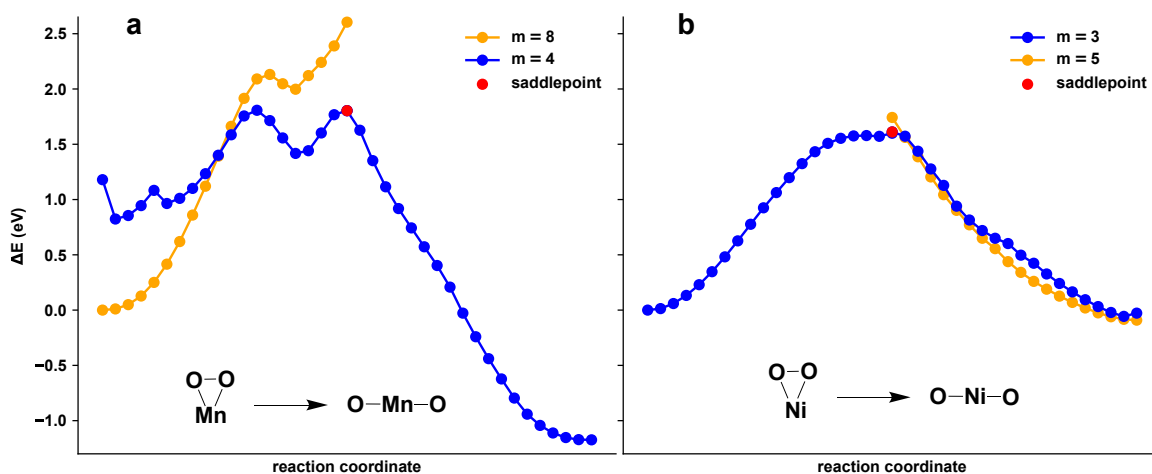 a
b
ΔE (eV)
2.5
2.0
1.5
1.0
0.5
0.0
−0.5
−1.0
m = 8
m = 4
saddlepoint
m = 3
m = 5
saddlepoint
O O
Mn
O Mn O
O O
Ni
O Ni O
reaction coordinate
reaction coordinate